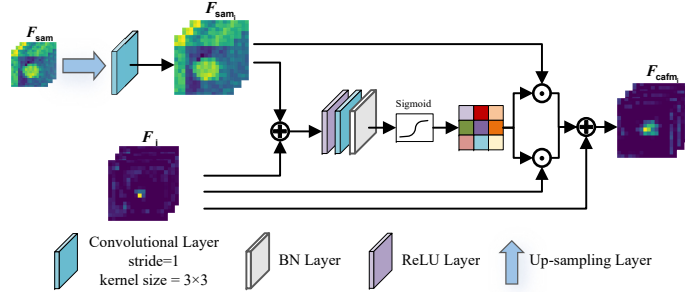 F_sam
F_sam_i
F_cafm_i
Sigmoid
F_i
Convolutional Layer
stride=1
kernel size = 3×3
BN Layer
ReLU Layer
Up-sampling Layer